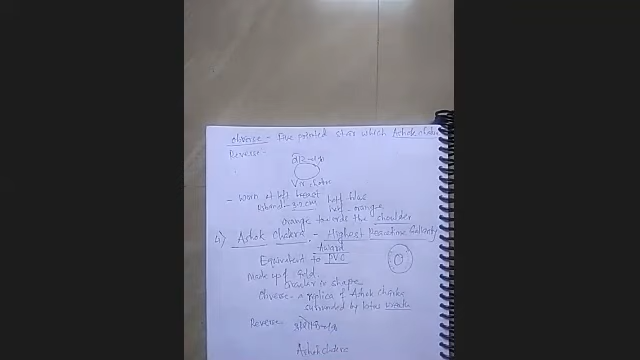 Obverse - Five pointed star which Ashok chakra
Reverse -
वीर चक्र
Vir Chakra
- worn at left breast
Riband - 3.2 cm half blue
half - orange
orange towards the shoulder
4) Ashok Chakra - Highest Peacetime Gallantry
Award
Equivalent to PVC
Made up of Gold.
circular in shape
Obverse - a replica of Ashok Chakra
surrounded by lotus wreath
Reverse
Ashok chakra